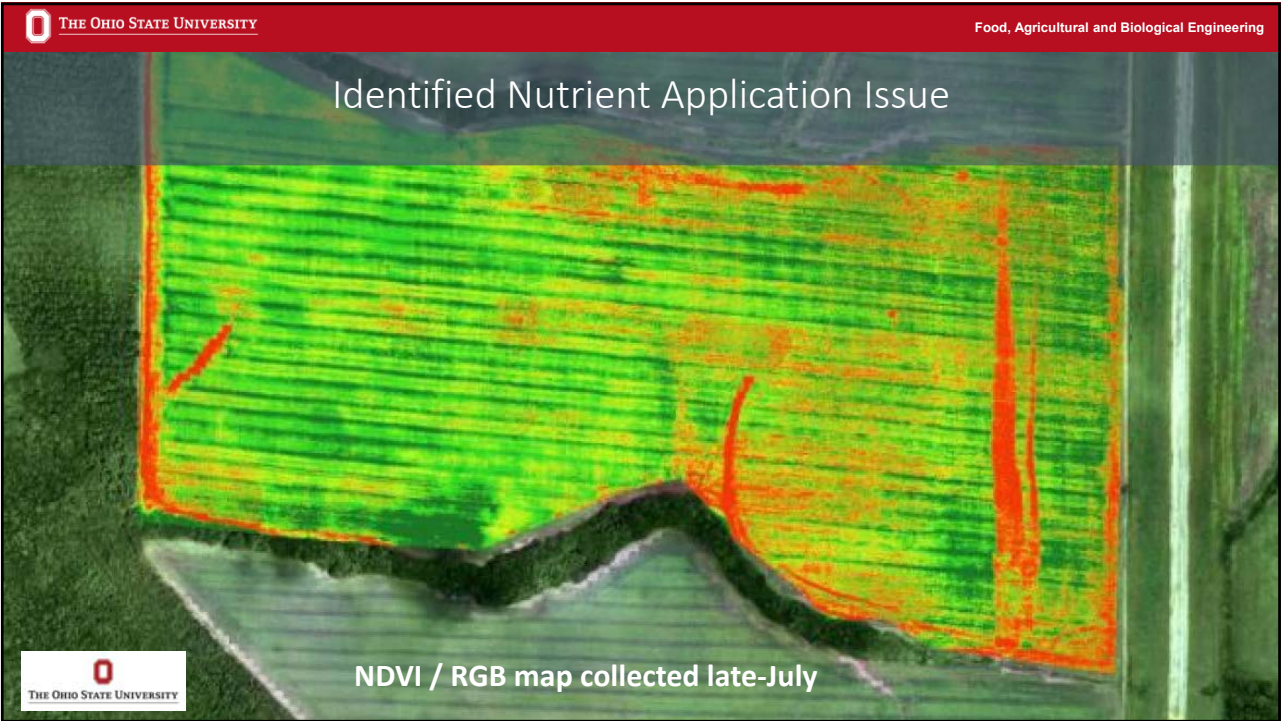 THE OHIO STATE UNIVERSITY
Food, Agricultural and Biological Engineering
Identified Nutrient Application Issue
NDVI / RGB map collected late-July
THE OHIO STATE UNIVERSITY